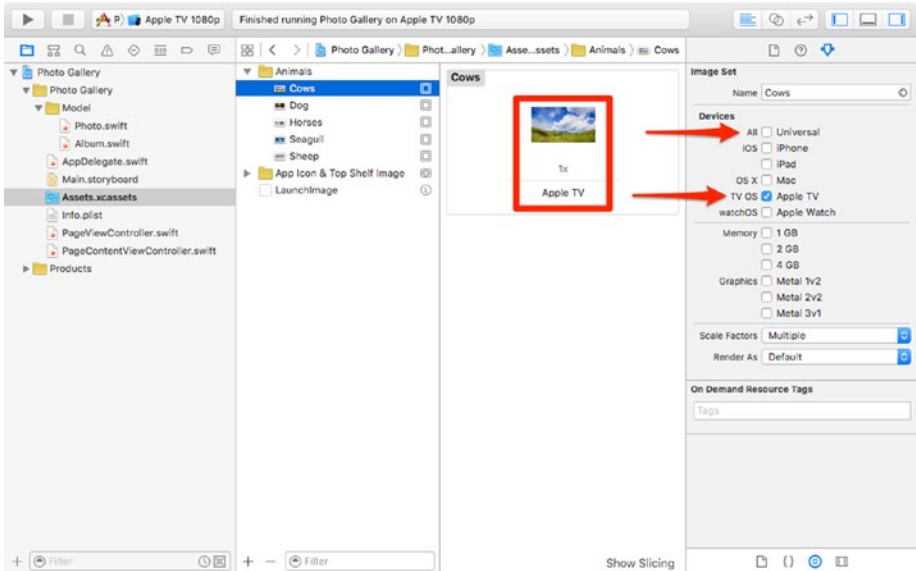 P) Apple TV 1080p
Finished running Photo Gallery on Apple TV 1080p
Photo Gallery
Phot...allery
Asse...ssets
Animals
Cows
Photo Gallery
Photo Gallery
Model
Photo.swift
Album.swift
AppDelegate.swift
Main.storyboard
Assets.xcassets
Info.plist
PageViewController.swift
PageContentViewController.swift
Products
Filter
Animals
Cows
Dog
Horses
Seagull
Sheep
App Icon & Top Shelf Image
LaunchImage
Filter
Cows
1x
Apple TV
Show Slicing
Image Set
Name Cows
Devices
All Universal
iOS iPhone
iPad
OS X Mac
TV OS Apple TV
watchOS Apple Watch
Memory 1 GB
2 GB
4 GB
Graphics Metal 1v2
Metal 2v2
Metal 3v1
Scale Factors Multiple
Render As Default
On Demand Resource Tags
Tags